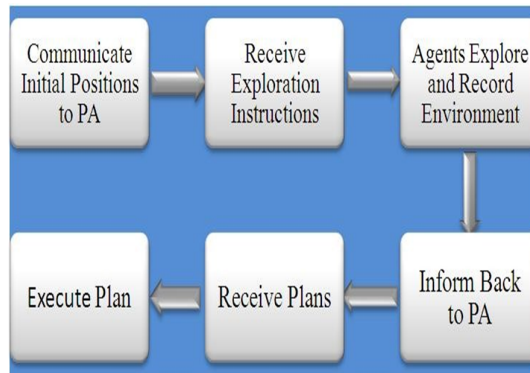 Communicate
Initial Positions
to PA
Receive
Exploration
Instructions
Agents Explore
and Record
Environment
Inform Back
to PA
Receive Plans
Execute Plan